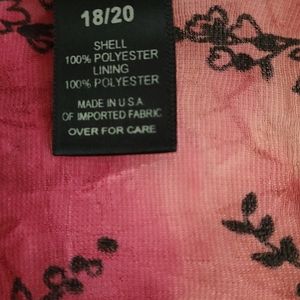 18/20
SHELL
100% POLYESTER
LINING
100% POLYESTER
MADE IN U.S.A
OF IMPORTED FABRIC
OVER FOR CARE